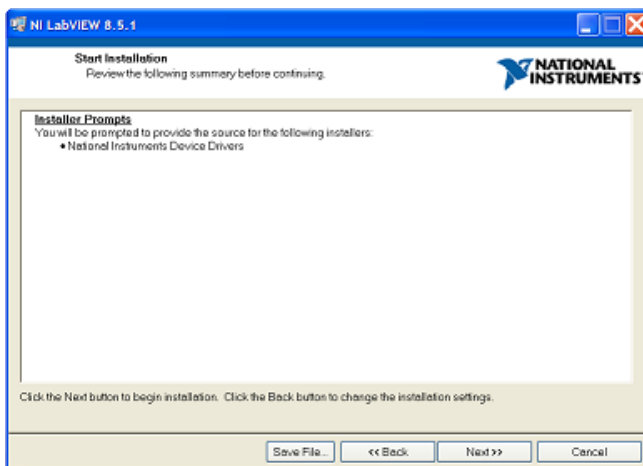 NI LabVIEW 8.5.1
Start Installation
Review the following summary before continuing.
NATIONAL
INSTRUMENTS
Installer Prompts
You will be prompted to provide the source for the following installers:
• National Instruments Device Drivers
Click the Next button to begin installation. Click the Back button to change the installation settings.
Save File... << Back Next >> Cancel